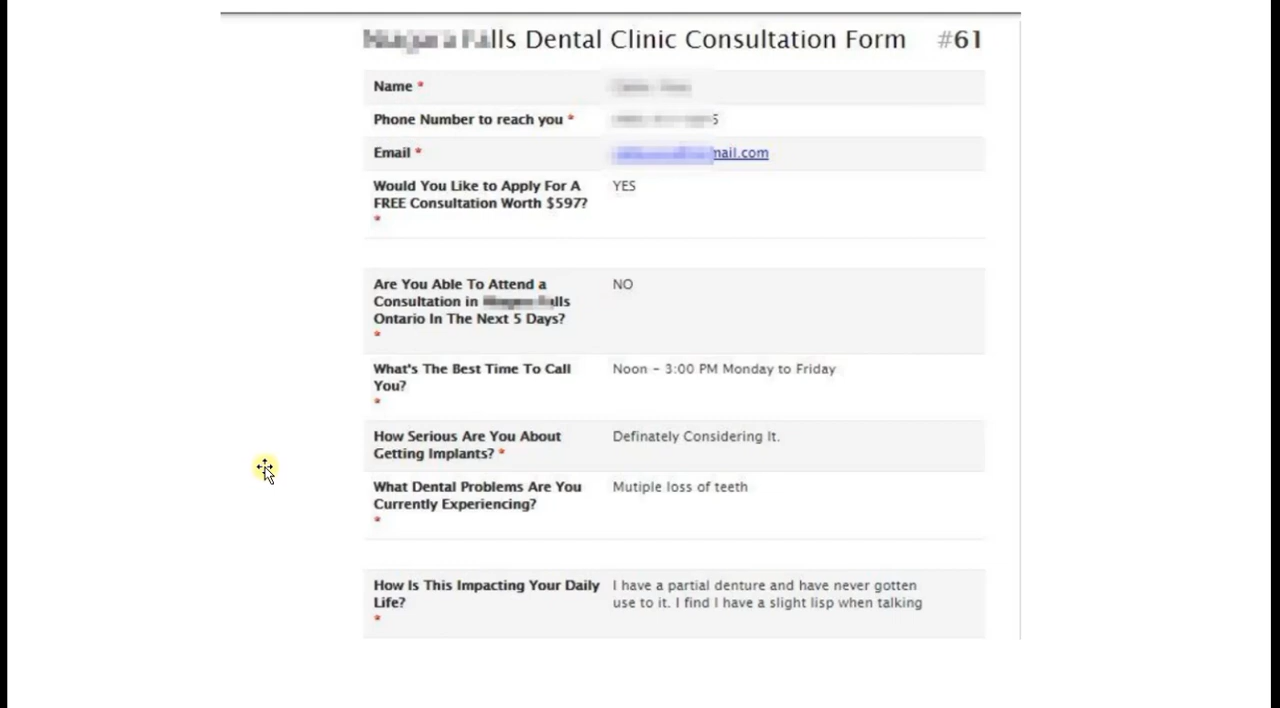 lls Dental Clinic Consultation Form #61
Name *
Phone Number to reach you * 5
Email * mail.com
Would You Like to Apply For A YES
FREE Consultation Worth $597?
*
Are You Able To Attend a NO
Consultation in lls
Ontario In The Next 5 Days?
*
What's The Best Time To Call Noon – 3:00 PM Monday to Friday
You?
*
How Serious Are You About Definately Considering It.
Getting Implants? *
What Dental Problems Are You Mutiple loss of teeth
Currently Experiencing?
*
How Is This Impacting Your Daily I have a partial denture and have never gotten
Life? use to it. I find I have a slight lisp when talking
*